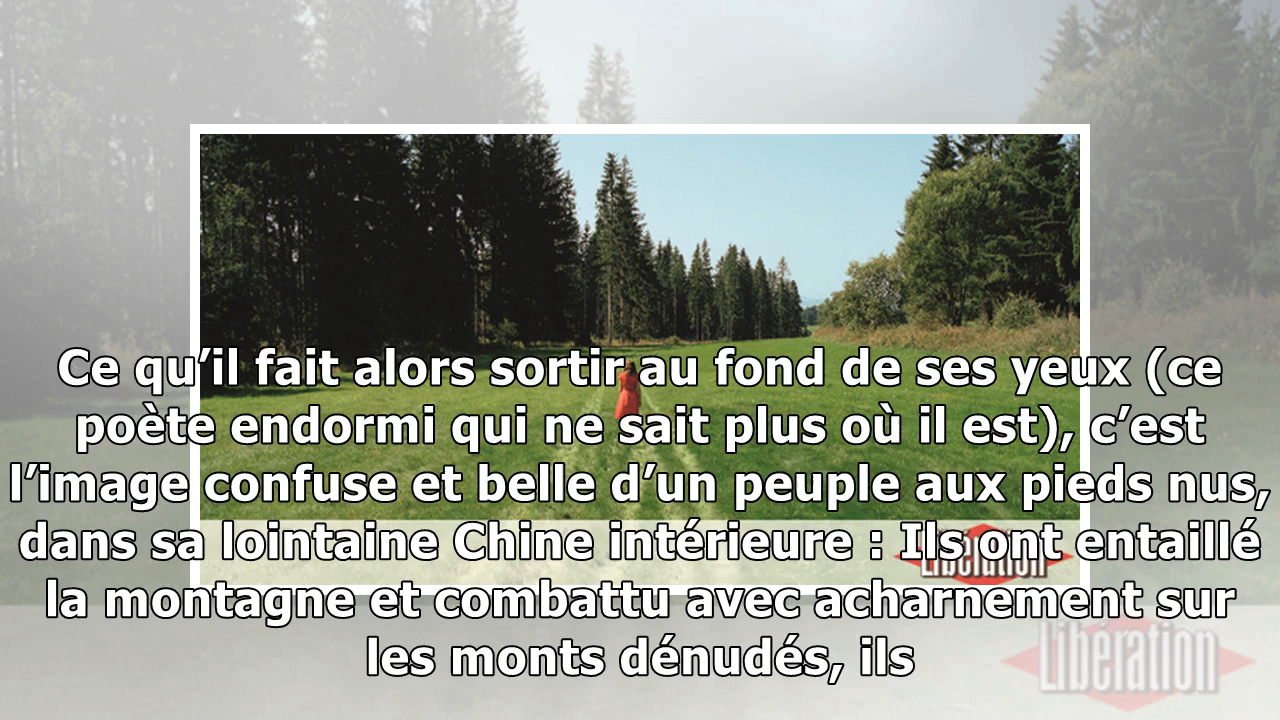 Ce qu’il fait alors sortir au fond de ses yeux (ce
poète endormi qui ne sait plus où il est), c’est
l’image confuse et belle d’un peuple aux pieds nus,
dans sa lointaine Chine intérieure : Ils ont entaillé
la montagne et combattu avec acharnement sur
les monts dénudés, ils
Libération
Libération